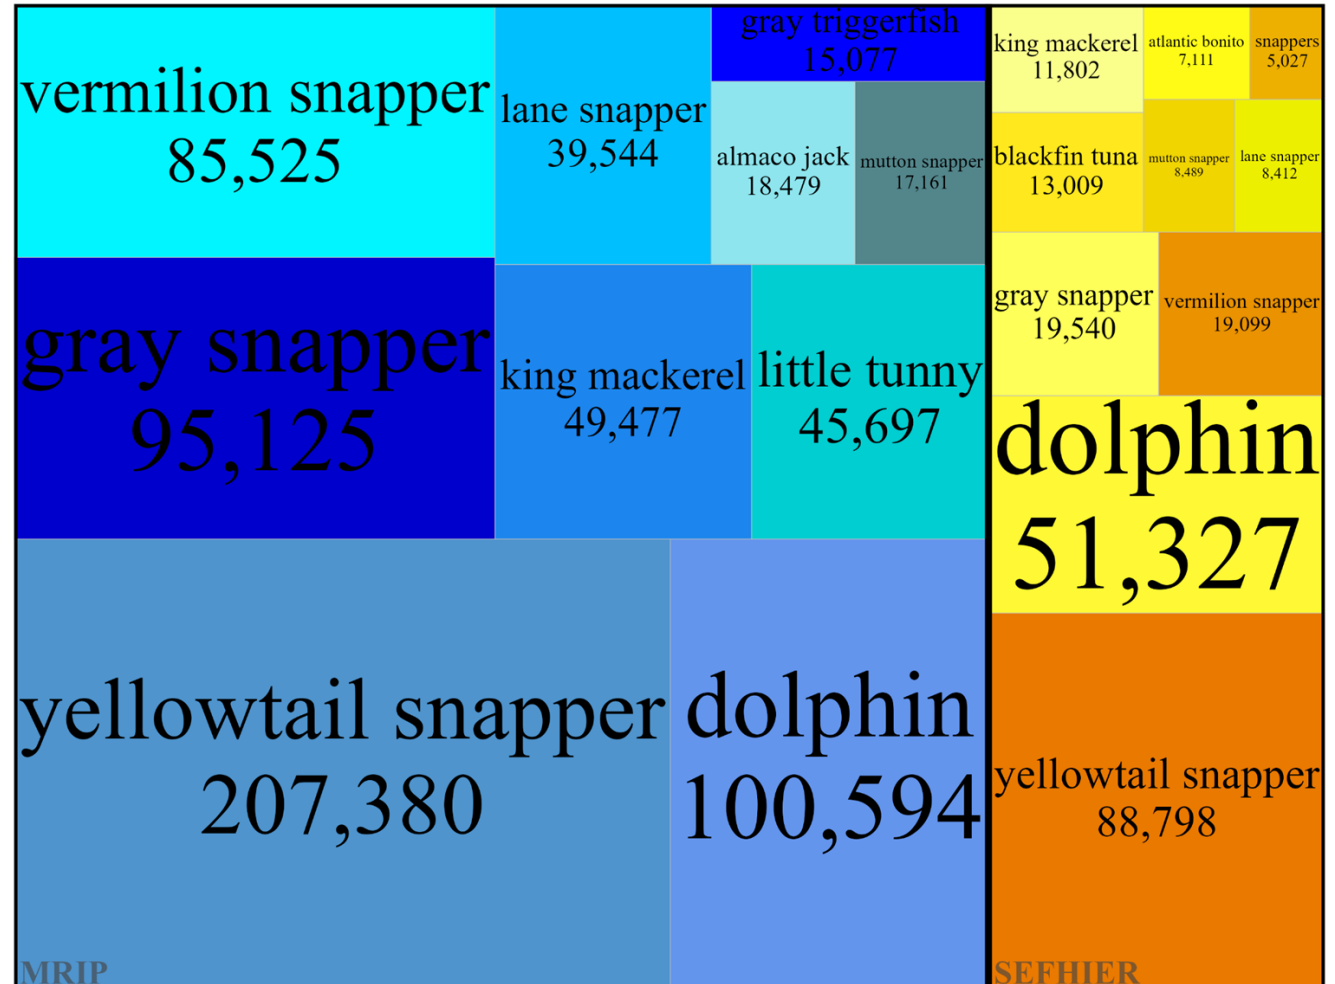 vermilion snapper
85,525
lane snapper
39,544
gray triggerfish
15,077
almaco jack
18,479
mutton snapper
17,161
gray snapper
95,125
king mackerel
49,477
little tunny
45,697
yellowtail snapper
207,380
dolphin
100,594
MRIP
king mackerel
11,802
atlantic bonito
7,111
snappers
5,027
blackfin tuna
13,009
mutton snapper
8,489
lane snapper
8,412
gray snapper
19,540
vermilion snapper
19,099
dolphin
51,327
yellowtail snapper
88,798
SEFHIER